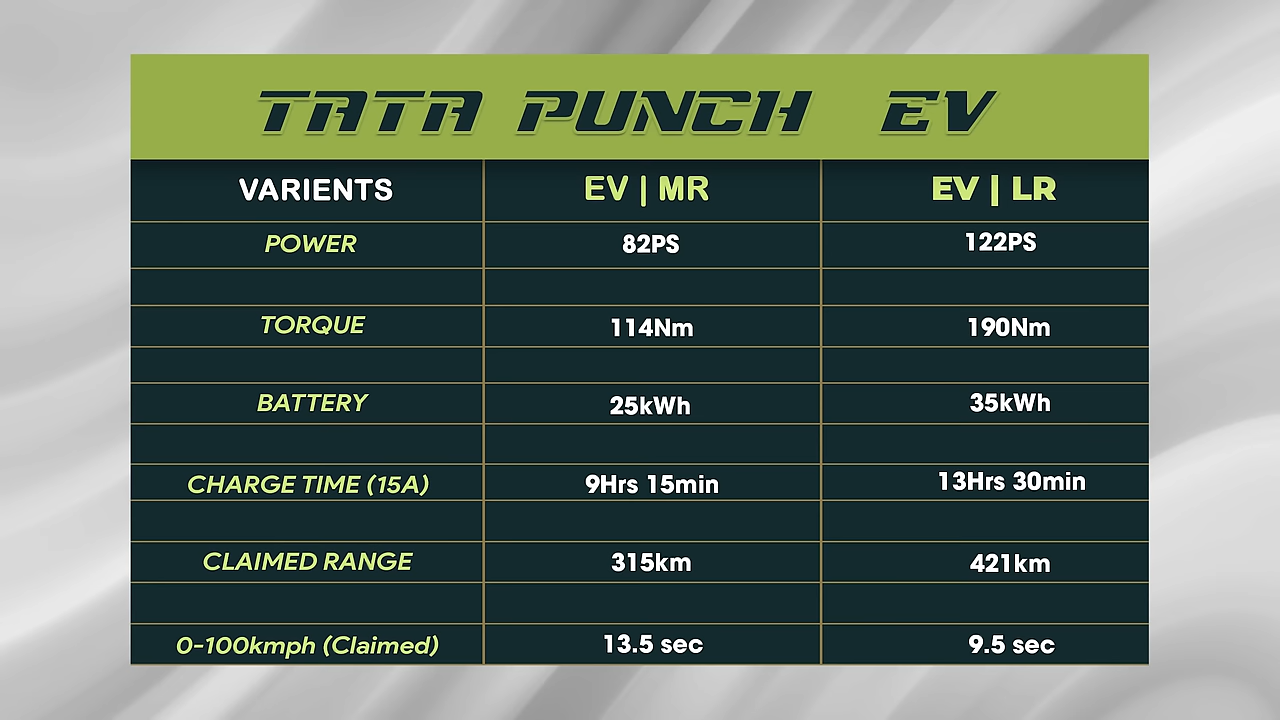 TATA PUNCH EV
VARIENTS EV | MR EV | LR
POWER 82PS 122PS
TORQUE 114Nm 190Nm
BATTERY 25kWh 35kWh
CHARGE TIME (15A) 9Hrs 15min 13Hrs 30min
CLAIMED RANGE 315km 421km
0-100kmph (Claimed) 13.5 sec 9.5 sec